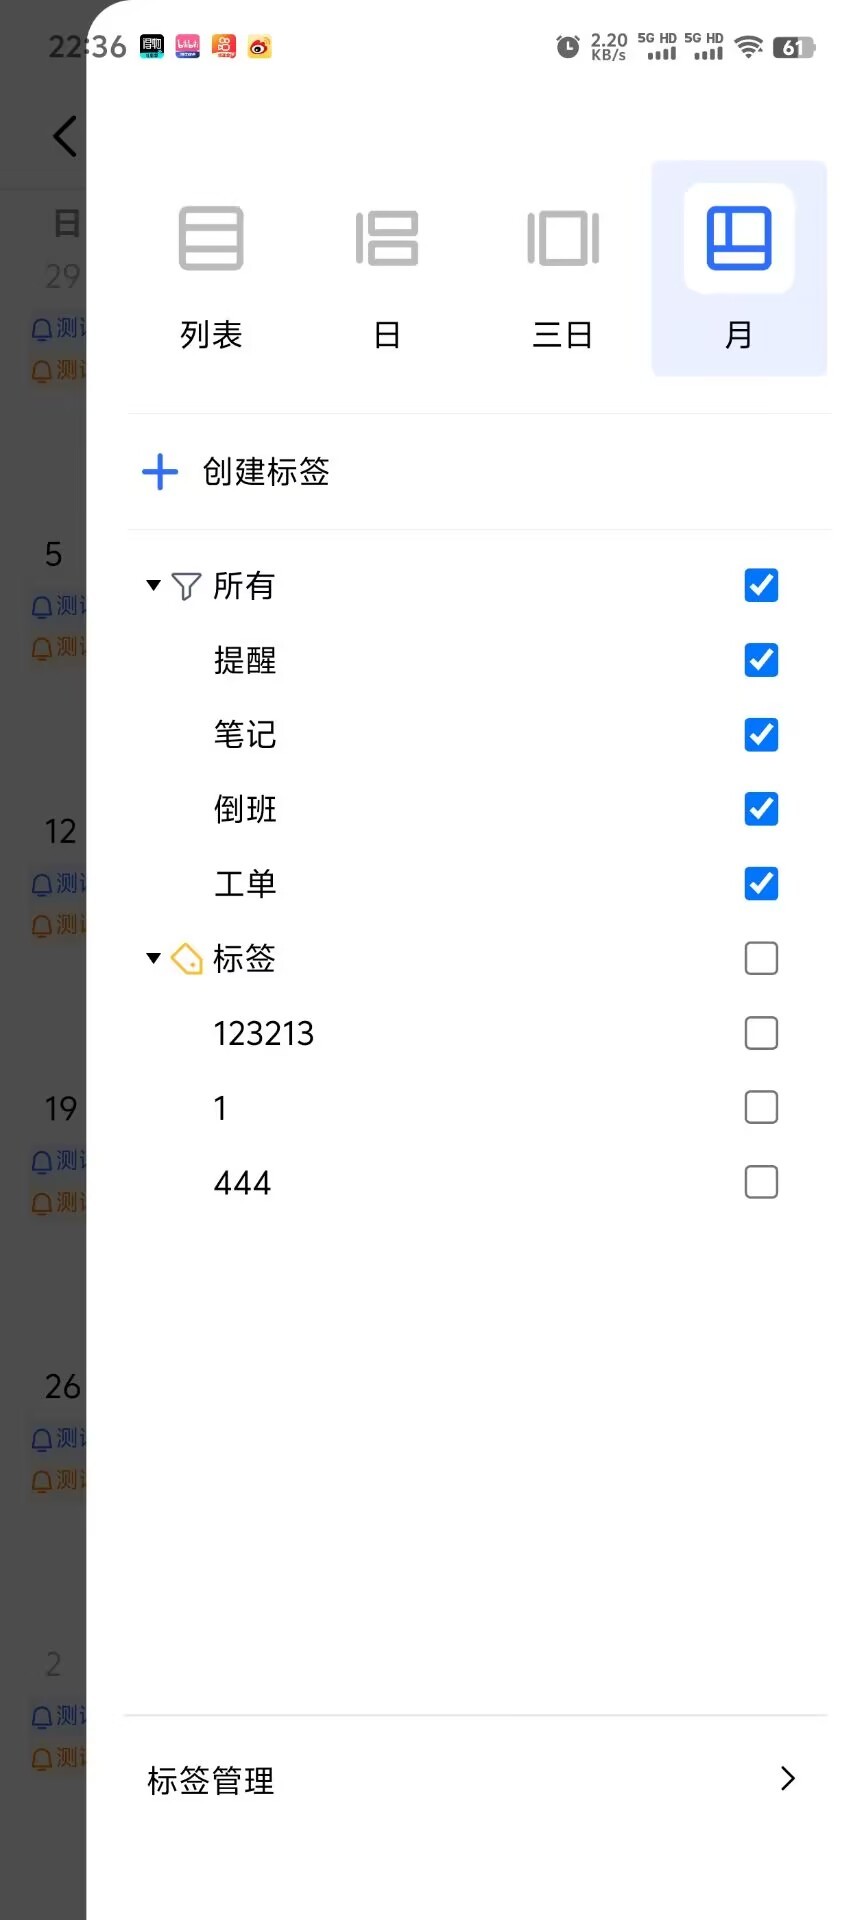 22:36
2.20
KB/s
5G HD
5G HD
61
列表
日
三日
月
创建标签
所有
提醒
笔记
倒班
工单
标签
123213
1
444
标签管理
日
29
测
测
5
测
测
12
测
测
19
测
测
26
测
测
2
测
测